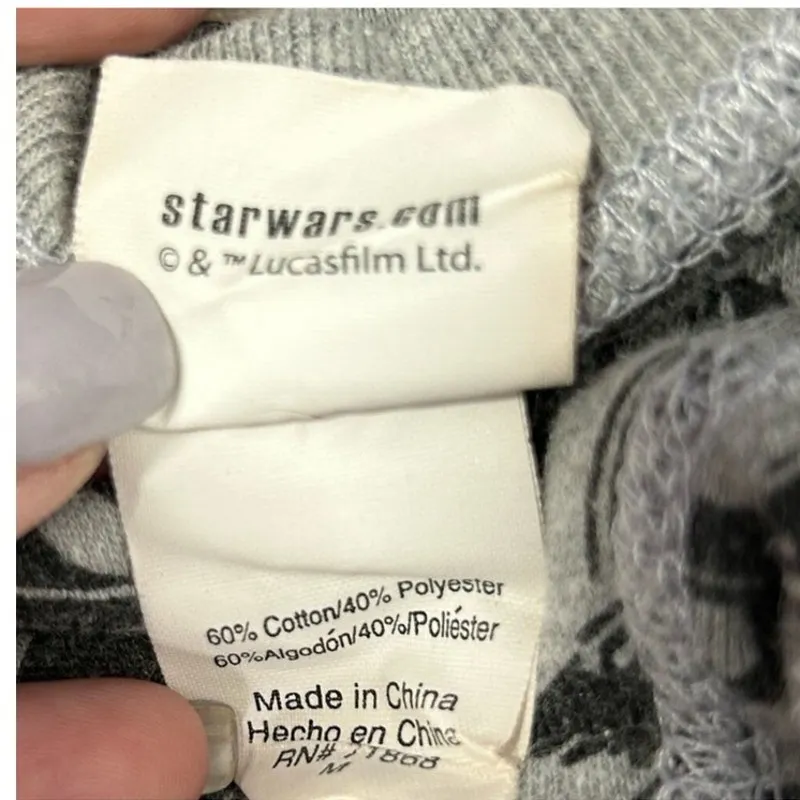 starwars.com
© & ™ Lucasfilm Ltd.
60% Cotton/40% Polyester
60%Algodón/40%/Poliéster
Made in China
Hecho en China
RN#
M